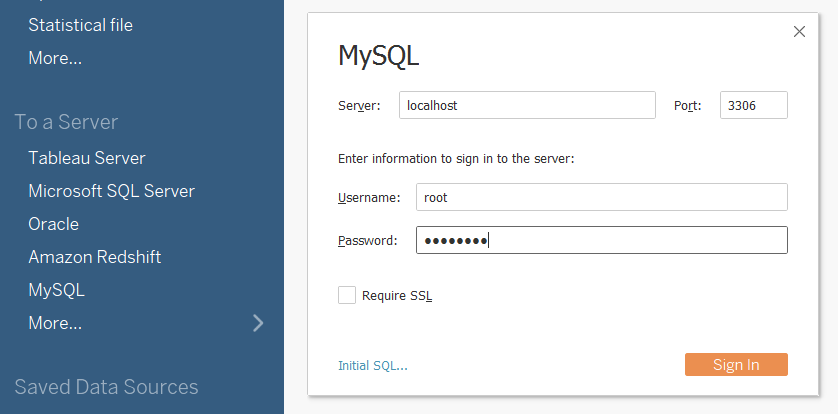 Statistical file
More...
To a Server
Tableau Server
Microsoft SQL Server
Oracle
Amazon Redshift
MySQL
More...
Saved Data Sources
MySQL
Server: localhost Port: 3306
Enter information to sign in to the server:
Username: root
Password: ●●●●●●●●
Require SSL
Initial SQL... Sign In